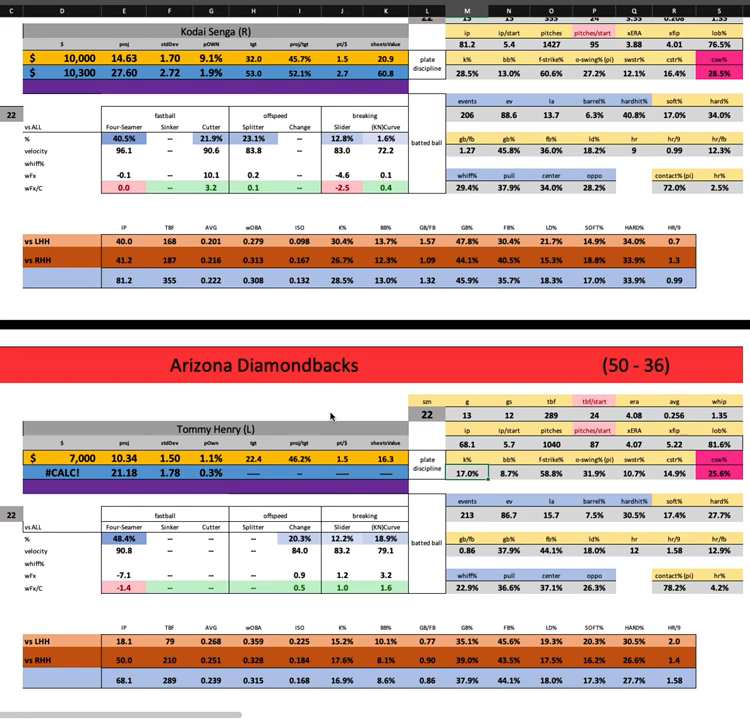 C D E F G H I J K L M N O P Q R S
22 13 13 355 24 3.55 0.208 1.35
Kodai Senga (R) ip ip/start pitches pitches/start xERA xfip lob%
81.2 5.4 1427 95 3.88 4.01 76.5%
$ proj stdDev pOWN tgt proj/tgt pt/$ sheetsValue
$ 10,000 14.63 1.70 9.1% 32.0 45.7% 1.5 20.9 plate discipline k% bb% f-strike% o-swing% (pi) swstr% cstr% csw%
$ 10,300 27.60 2.72 1.9% 53.0 52.1% 2.7 60.8 28.5% 13.0% 60.6% 27.2% 12.1% 16.4% 28.5%
events ev la barrel% hardhit% soft% hard%
22 fastball offspeed breaking 206 88.6 13.7 6.3% 40.8% 17.0% 34.0%
vs ALL Four-Seamer Sinker Cutter Splitter Change Slider (KN)Curve
% 40.5% -- 21.9% 23.1% -- 12.8% 1.6% batted ball gb/fb gb% fb% ld% hr hr/9 hr/fb
velocity 96.1 -- 90.6 83.8 -- 83.0 72.2 1.27 45.8% 36.0% 18.2% 9 0.99 12.3%
whiff%
wFx -0.1 -- 10.1 0.2 -- -4.6 0.1 whiff% pull center oppo contact% (pi) hr%
wFx/C 0.0 -- 3.2 0.1 -- -2.5 0.4 29.4% 37.9% 34.0% 28.2% 72.0% 2.5%
IP TBF AVG wOBA ISO K% BB% GB/FB GB% FB% LD% SOFT% HARD% HR/9
vs LHH 40.0 168 0.201 0.279 0.098 30.4% 13.7% 1.57 47.8% 30.4% 21.7% 14.9% 34.0% 0.7
vs RHH 41.2 187 0.216 0.313 0.167 26.7% 12.3% 1.09 44.1% 40.5% 15.3% 18.8% 33.9% 1.3
81.2 355 0.222 0.308 0.132 28.5% 13.0% 1.32 45.9% 35.7% 18.3% 17.0% 33.9% 0.99
Arizona Diamondbacks (50 - 36)
szn g gs tbf tbf/start era avg whip
22 13 12 289 24 4.08 0.256 1.35
Tommy Henry (L) ip ip/start pitches pitches/start xERA xfip lob%
68.1 5.7 1040 87 4.07 5.22 81.6%
$ proj stdDev pOwn tgt proj/tgt pt/$ sheetsValue
$ 7,000 10.34 1.50 1.1% 22.4 46.2% 1.5 16.3 plate discipline k% bb% f-strike% o-swing% (pi) swstr% cstr% csw%
#CALC! 21.18 1.78 0.3% ---- ---- -- ---- 17.0% 8.7% 58.8% 31.9% 10.7% 14.9% 25.6%
events ev la barrel% hardhit% soft% hard%
22 fastball offspeed breaking 213 86.7 15.7 7.5% 30.5% 17.4% 27.7%
vs ALL Four-Seamer Sinker Cutter Splitter Change Slider (KN)Curve
% 48.4% -- -- -- 20.3% 12.2% 18.9% batted ball gb/fb gb% fb% ld% hr hr/9 hr/fb
velocity 90.8 -- -- -- 84.0 83.2 79.1 0.86 37.9% 44.1% 18.0% 12 1.58 12.9%
whiff%
wFx -7.1 -- -- -- 0.9 1.2 3.2 whiff% pull center oppo contact% (pi) hr%
wFx/C -1.4 -- -- -- 0.5 1.0 1.6 22.9% 36.6% 37.1% 26.3% 78.2% 4.2%
IP TBF AVG wOBA ISO K% BB% GB/FB GB% FB% LD% SOFT% HARD% HR/9
vs LHH 18.1 79 0.268 0.359 0.225 15.2% 10.1% 0.77 35.1% 45.6% 19.3% 20.3% 30.5% 2.0
vs RHH 50.0 210 0.251 0.328 0.184 17.6% 8.1% 0.90 39.0% 43.5% 17.5% 16.2% 26.6% 1.4
68.1 289 0.239 0.315 0.168 16.9% 8.6% 0.86 37.9% 44.1% 18.0% 17.3% 27.7% 1.58